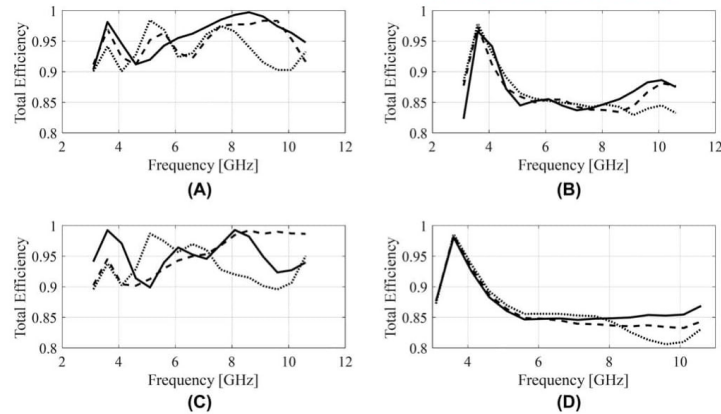 1
0.95
0.9
0.85
0.8
Total Efficiency
2 4 6 8 10 12
Frequency [GHz]
(A)
1
0.95
0.9
0.85
0.8
Total Efficiency
2 4 6 8 10 12
Frequency [GHz]
(B)
1
0.95
0.9
0.85
0.8
Total Efficiency
2 4 6 8 10 12
Frequency [GHz]
(C)
1
0.95
0.9
0.85
0.8
Total Efficiency
4 6 8 10
Frequency [GHz]
(D)